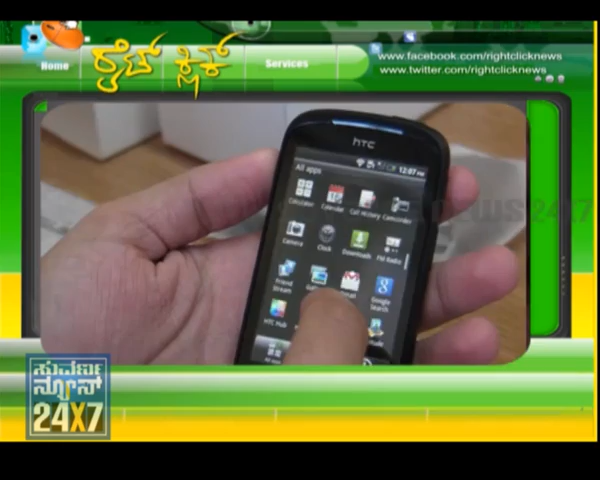 Home
ರೈಟ್ ಕ್ಲಿಕ್
Services
www.facebook.com/rightclicknews
www.twitter.com/rightclicknews
hTC
12:07 PM
All apps
Calculator Calendar Call History Camcorder
Camera Clock Downloads FM Radio
Friend Stream
Google Search
HTC Hub
ಸುವರ್ಣ
ನ್ಯೂಸ್
24X7